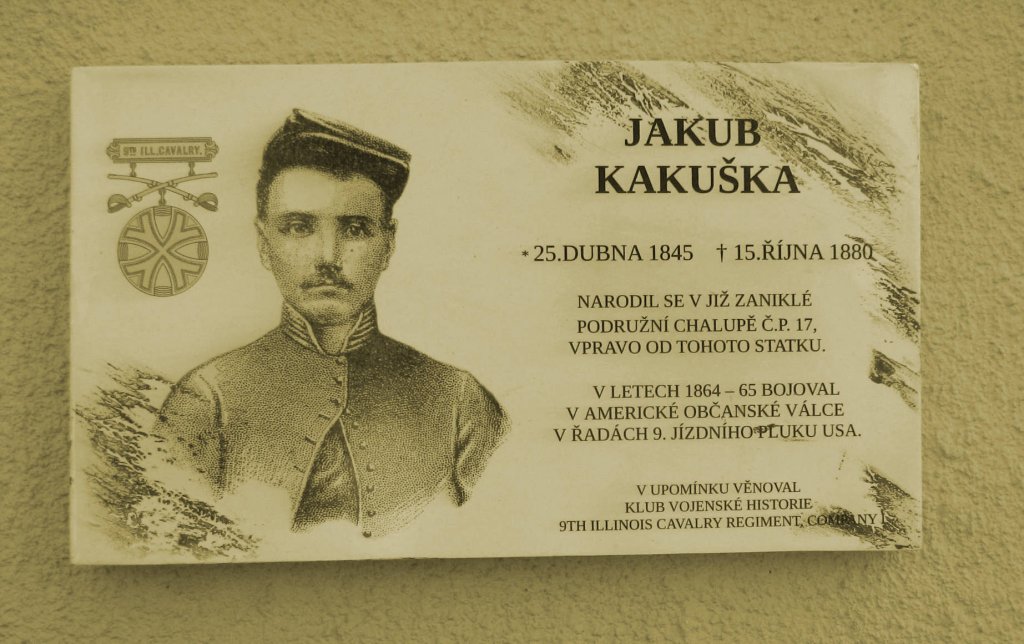 9TH ILL. CAVALRY.
JAKUB
KAKUŠKA
* 25.DUBNA 1845 † 15.ŘÍJNA 1880
NARODIL SE V JIŽ ZANIKLÉ
PODRUŽNÍ CHALUPĚ Č.P. 17,
VPRAVO OD TOHOTO STATKU.
V LETECH 1864 – 65 BOJOVAL
V AMERICKÉ OBČANSKÉ VÁLCE
V ŘADÁCH 9. JÍZDNÍHO PLUKU USA.
V UPOMÍNKU VĚNOVAL
KLUB VOJENSKÉ HISTORIE
9TH ILLINOIS CAVALRY REGIMENT, COMPANY